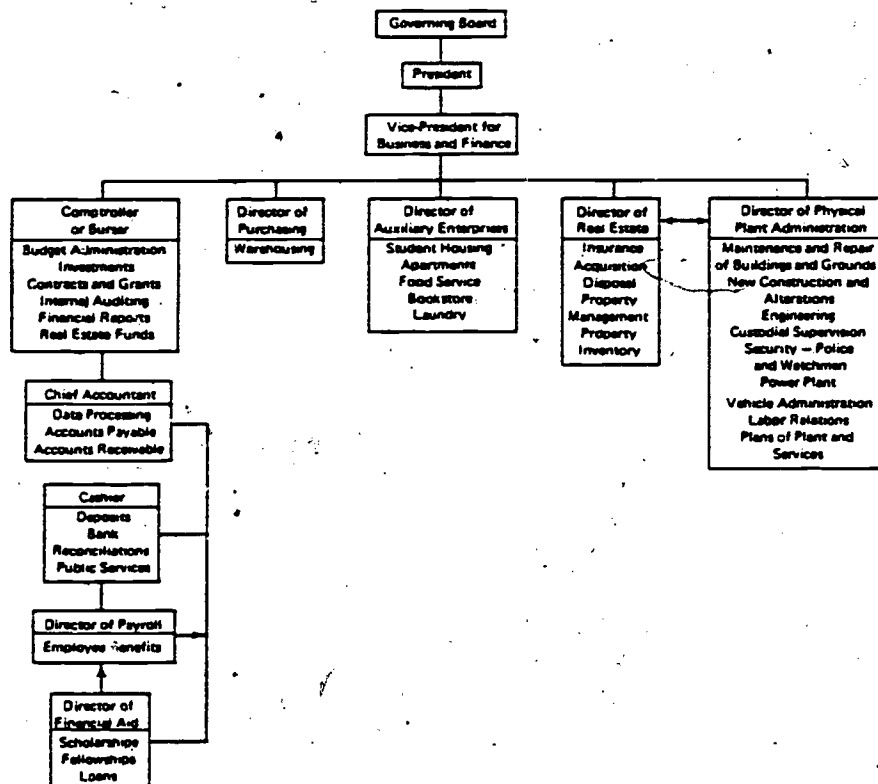 Governing Board
President
4
Vice-President for
Business and Finance
Comptroller
or Bursar
Budget Administration
Investments
Contracts and Grants
Internal Auditing
Financial Reports
Real Estate Funds
Director of
Purchasing
Warehousing
Director of
Auxiliary Enterprises
Student Housing
Apartments
Food Service
Bookstore
Laundry
Director of
Real Estate
Insurance
Acquisition
Disposal
Property
Management
Property
Inventory
Director of Physical
Plant Administration
Maintenance and Repair
of Buildings and Grounds
New Construction and
Alterations
Engineering
Custodial Supervision
Security — Police
and Watchmen
Power Plant
Vehicle Administration
Labor Relations
Plans of Plant and
Services
Chief Accountant
Data Processing
Accounts Payable
Accounts Receivable
Cashier
Deposits
Bank
Reconciliations
Public Services
Director of Payroll
Employee Benefits
Director of
Financial Aid
Scholarships
Fellowships
Loans